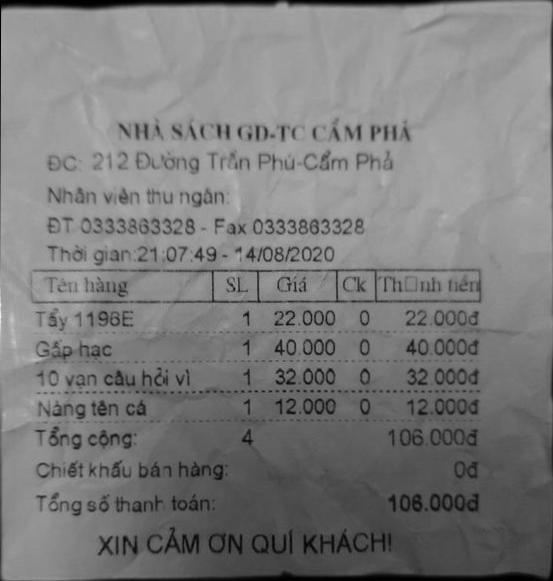 NHÀ SÁCH GD-TC CẨM PHẢ
ĐC: 212 Đường Trần Phú-Cẩm Phả
Nhân viên thu ngân:
ĐT 0333863328 - Fax 0333863328
Thời gian:21:07:49 - 14/08/2020
Tên hàng SL Giá Ck Th□nh tiền
Tẩy 1196E 1 22.000 0 22.000đ
Gấp hạc 1 40.000 0 40.000đ
10 vạn câu hỏi vì 1 32.000 0 32.000đ
Nàng tên cá 1 12.000 0 12.000đ
Tổng cộng: 4 106.000đ
Chiết khấu bán hàng: 0đ
Tổng số thanh toán: 106.000đ
XIN CẢM ƠN QUÍ KHÁCH!